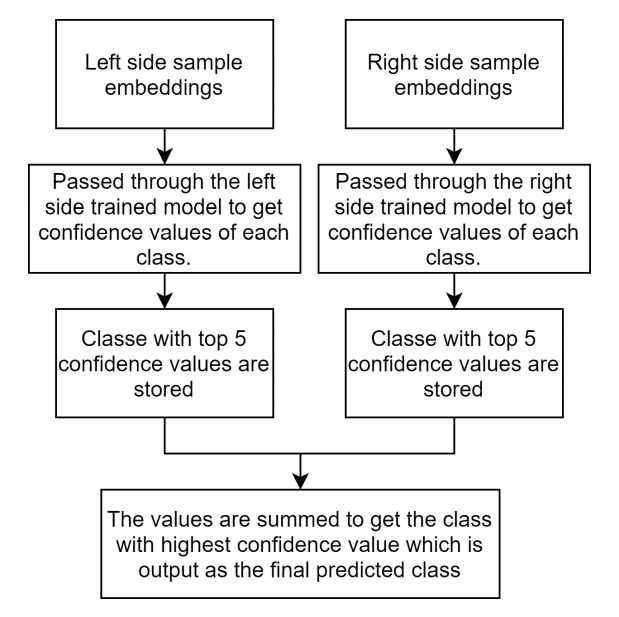 Left side sample
embeddings
Right side sample
embeddings
Passed through the left
side trained model to get
confidence values of each
class.
Passed through the right
side trained model to get
confidence values of each
class.
Classe with top 5
confidence values are
stored
Classe with top 5
confidence values are
stored
The values are summed to get the class
with highest confidence value which is
output as the final predicted class